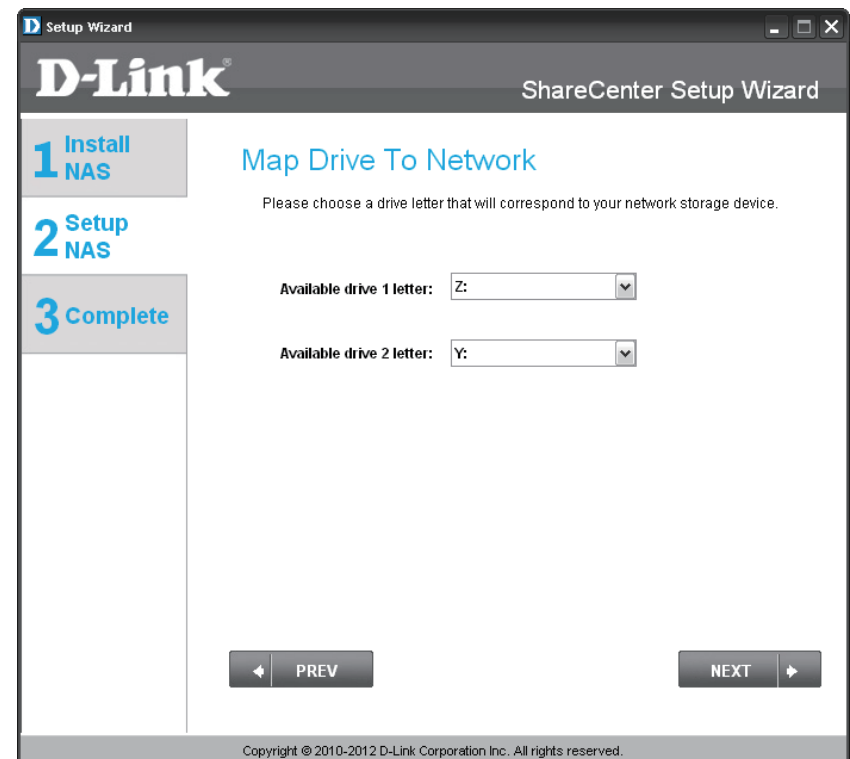 Setup Wizard
D-Link®
ShareCenter Setup Wizard
1 Install NAS
2 Setup NAS
3 Complete
Map Drive To Network
Please choose a drive letter that will correspond to your network storage device.
Available drive 1 letter: Z:
Available drive 2 letter: Y:
PREV
NEXT
Copyright © 2010-2012 D-Link Corporation Inc. All rights reserved.